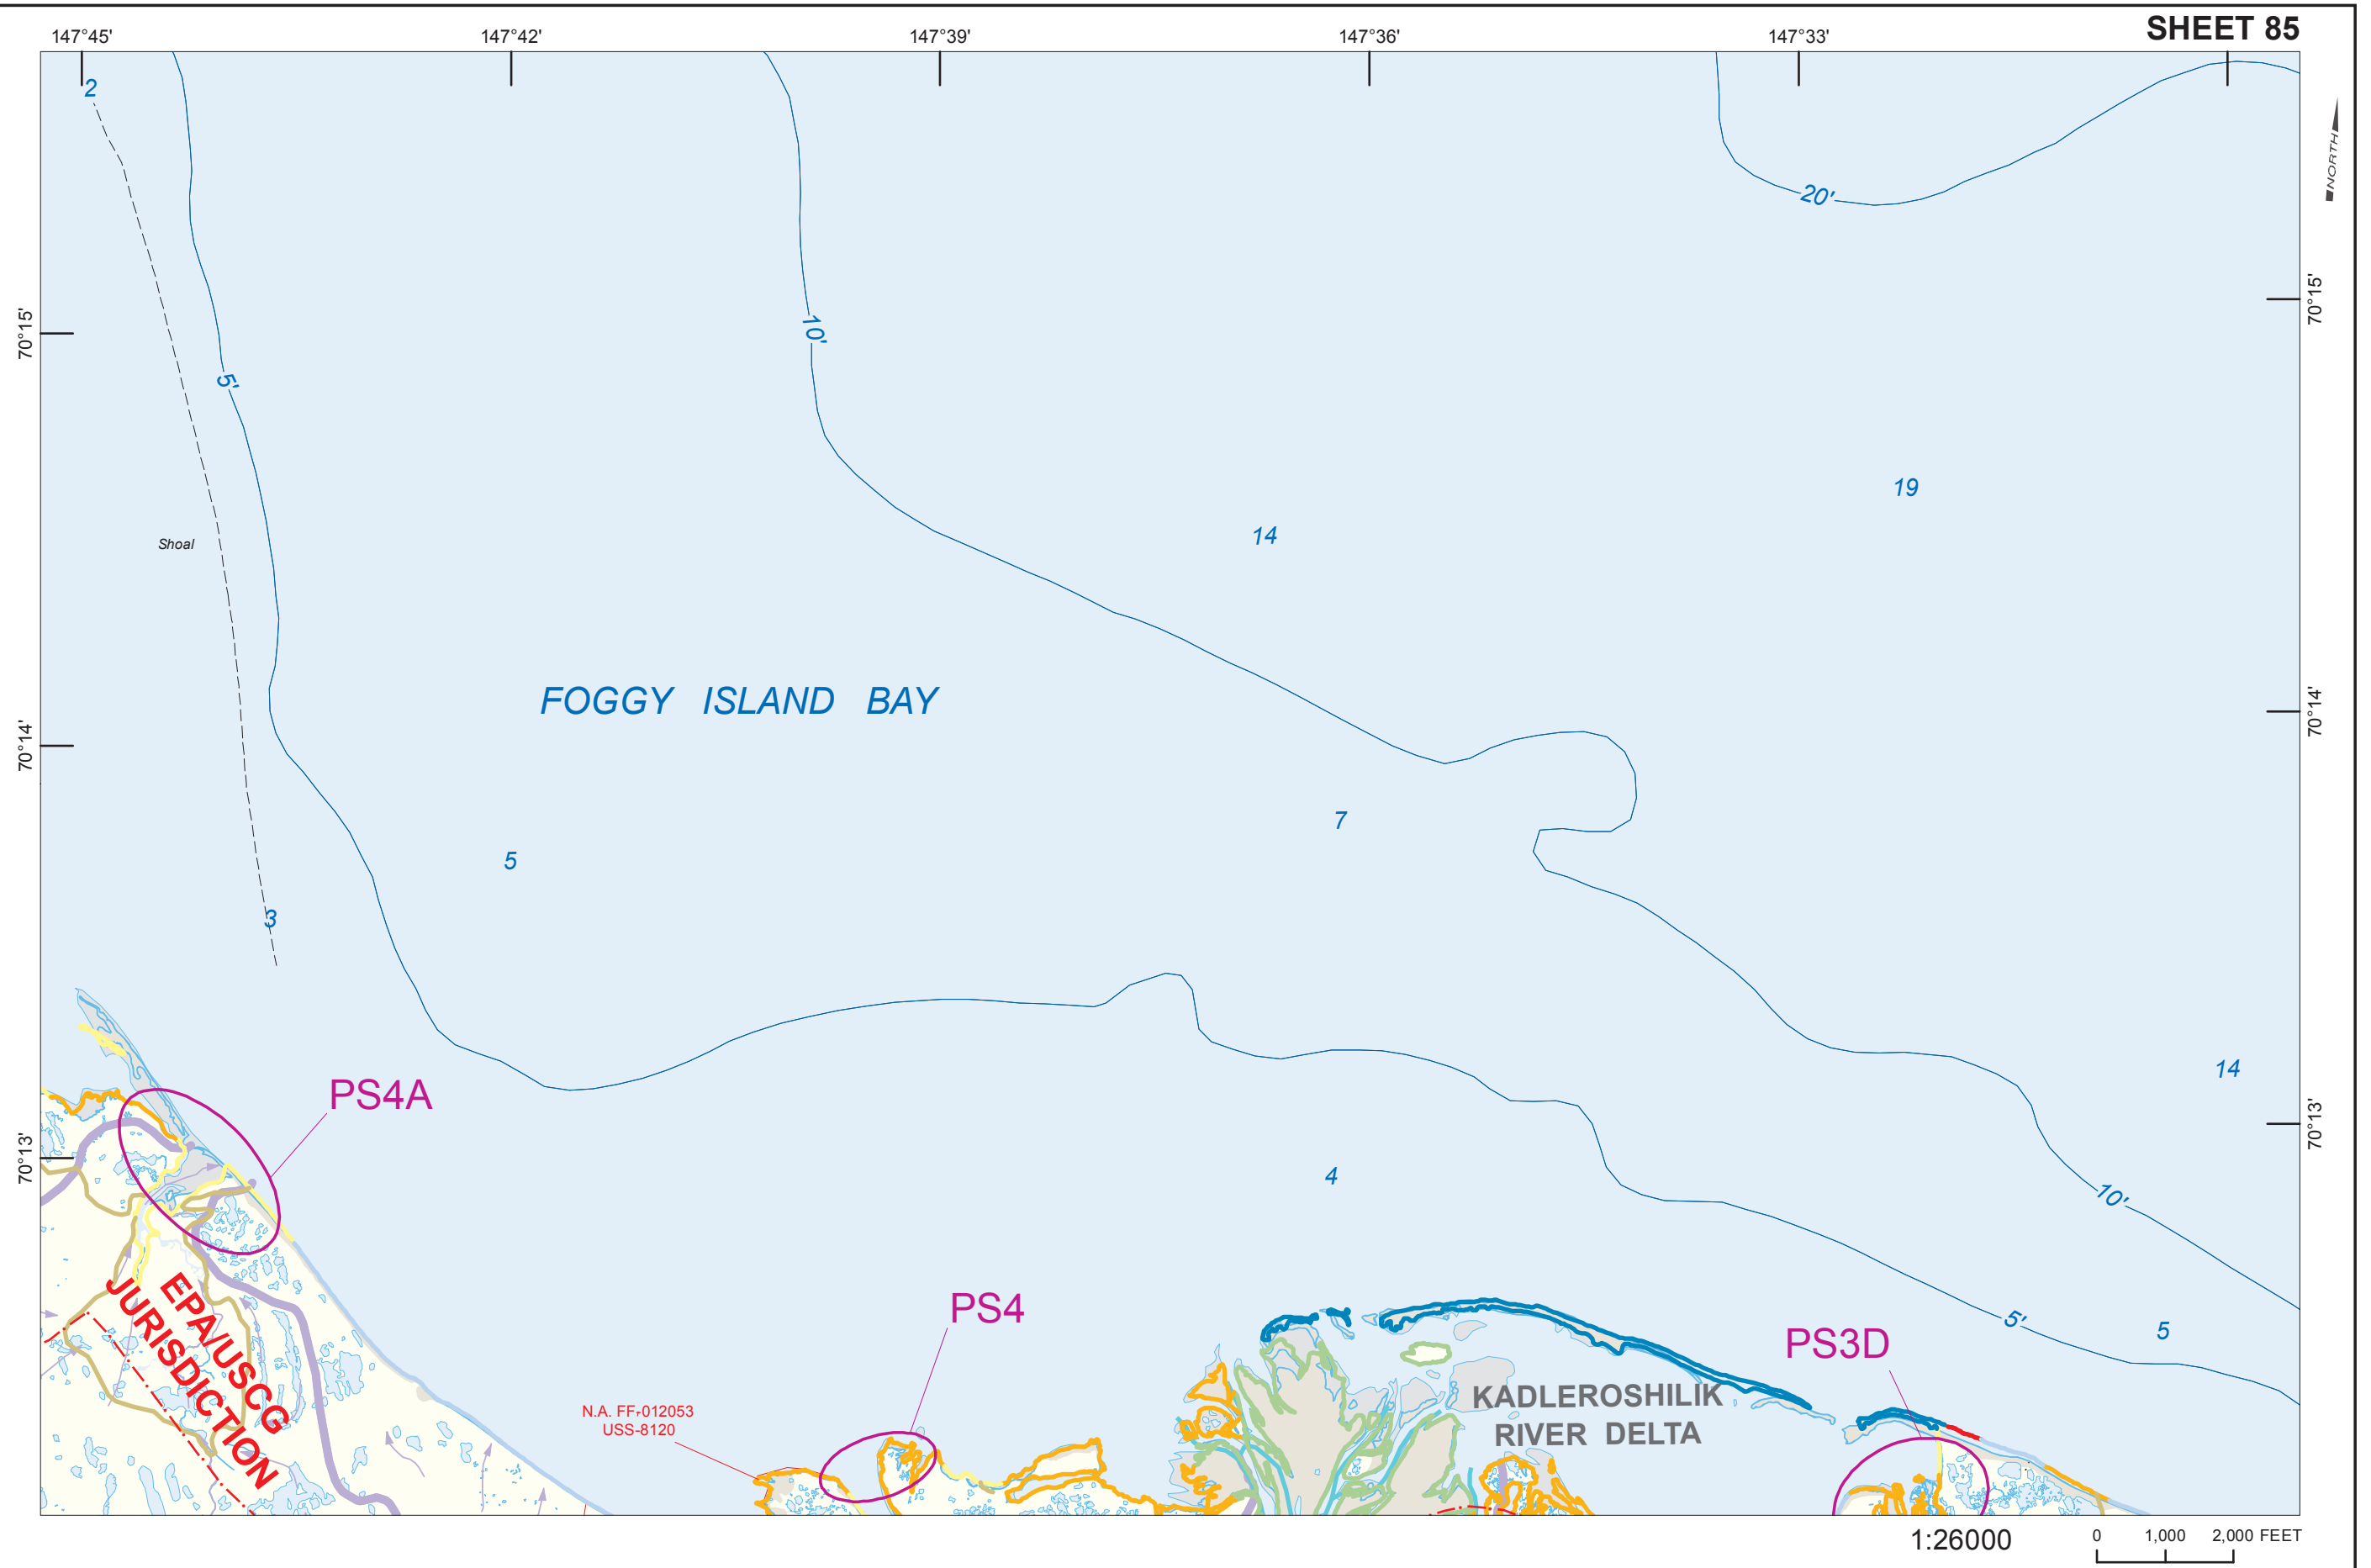 SHEET 85
147°45'
147°42'
147°39'
147°36'
147°33'
NORTH
2
20'
70°15'
70°15'
10'
5'
19
14
Shoal
FOGGY ISLAND BAY
70°14'
70°14'
7
5
3
14
PS4A
70°13'
70°13'
4
10'
EPA/USCG
JURISDICTION
PS4
5'
5
PS3D
KADLEROSHILIK
RIVER DELTA
N.A. FF-012053
USS-8120
1:26000
0 1,000 2,000 FEET